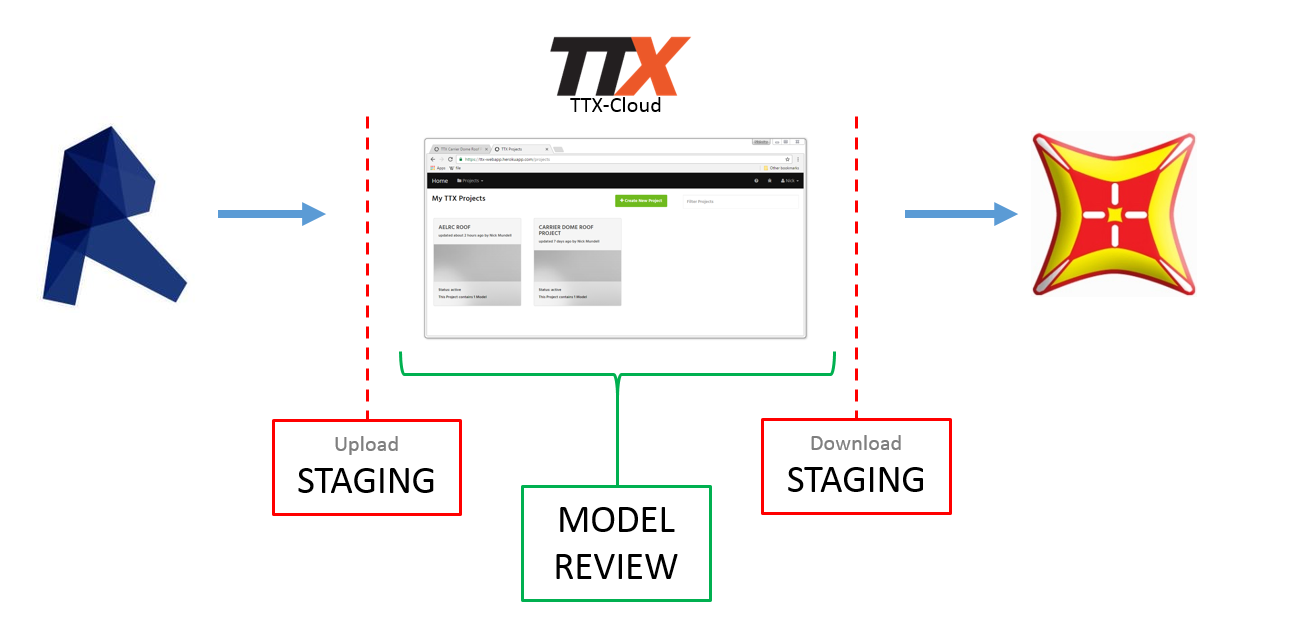 TTX
TTX-Cloud
TTX Carrier Dome Roof
TTX Projects
https://ttx-webapp.herokuapp.com/projects
Apps
Other bookmarks
Home
Projects
Nick
My TTX Projects
+ Create New Project
Filter Projects
AELRC ROOF
updated about 2 hours ago by Nick Mundell
CARRIER DOME ROOF
PROJECT
updated 7 days ago by Nick Mundell
Status: active
This Project contains 1 Model
Status: active
This Project contains 1 Model
Upload
STAGING
Download
STAGING
MODEL
REVIEW